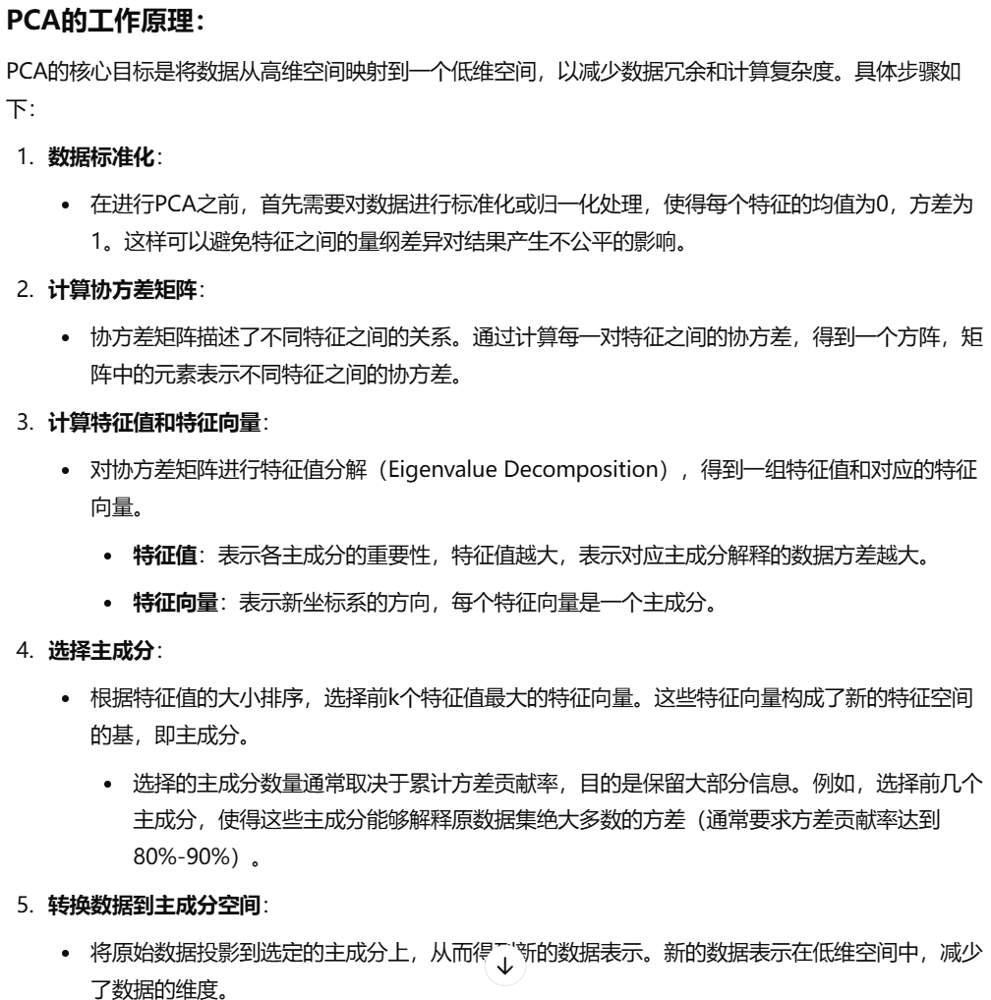 PCA的工作原理：
PCA的核心目标是将数据从高维空间映射到一个低维空间，以减少数据冗余和计算复杂度。具体步骤如
下：
1. 数据标准化：
• 在进行PCA之前，首先需要对数据进行标准化或归一化处理，使得每个特征的均值为0，方差为
1。这样可以避免特征之间的量纲差异对结果产生不公平的影响。
2. 计算协方差矩阵：
• 协方差矩阵描述了不同特征之间的关系。通过计算每一对特征之间的协方差，得到一个方阵，矩
阵中的元素表示不同特征之间的协方差。
3. 计算特征值和特征向量：
• 对协方差矩阵进行特征值分解（Eigenvalue Decomposition），得到一组特征值和对应的特征
向量。
• 特征值：表示各主成分的重要性，特征值越大，表示对应主成分解释的数据方差越大。
• 特征向量：表示新坐标系的方向，每个特征向量是一个主成分。
4. 选择主成分：
• 根据特征值的大小排序，选择前k个特征值最大的特征向量。这些特征向量构成了新的特征空间
的基，即主成分。
• 选择的主成分数量通常取决于累计方差贡献率，目的是保留大部分信息。例如，选择前几个
主成分，使得这些主成分能够解释原数据集绝大多数的方差（通常要求方差贡献率达到
80%-90%）。
5. 转换数据到主成分空间：
• 将原始数据投影到选定的主成分上，从而得新的数据表示。新的数据表示在低维空间中，减少
了数据的维度。